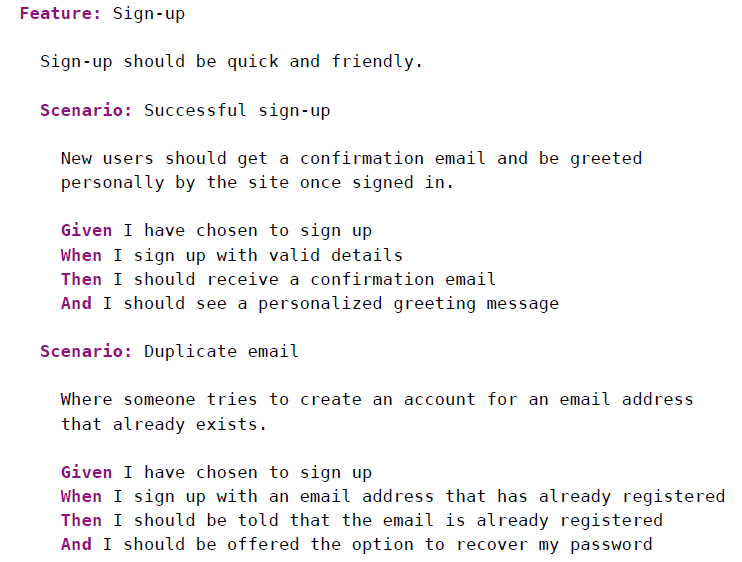 Feature: Sign-up
Sign-up should be quick and friendly.
Scenario: Successful sign-up
New users should get a confirmation email and be greeted
personally by the site once signed in.
Given I have chosen to sign up
When I sign up with valid details
Then I should receive a confirmation email
And I should see a personalized greeting message
Scenario: Duplicate email
Where someone tries to create an account for an email address
that already exists.
Given I have chosen to sign up
When I sign up with an email address that has already registered
Then I should be told that the email is already registered
And I should be offered the option to recover my password